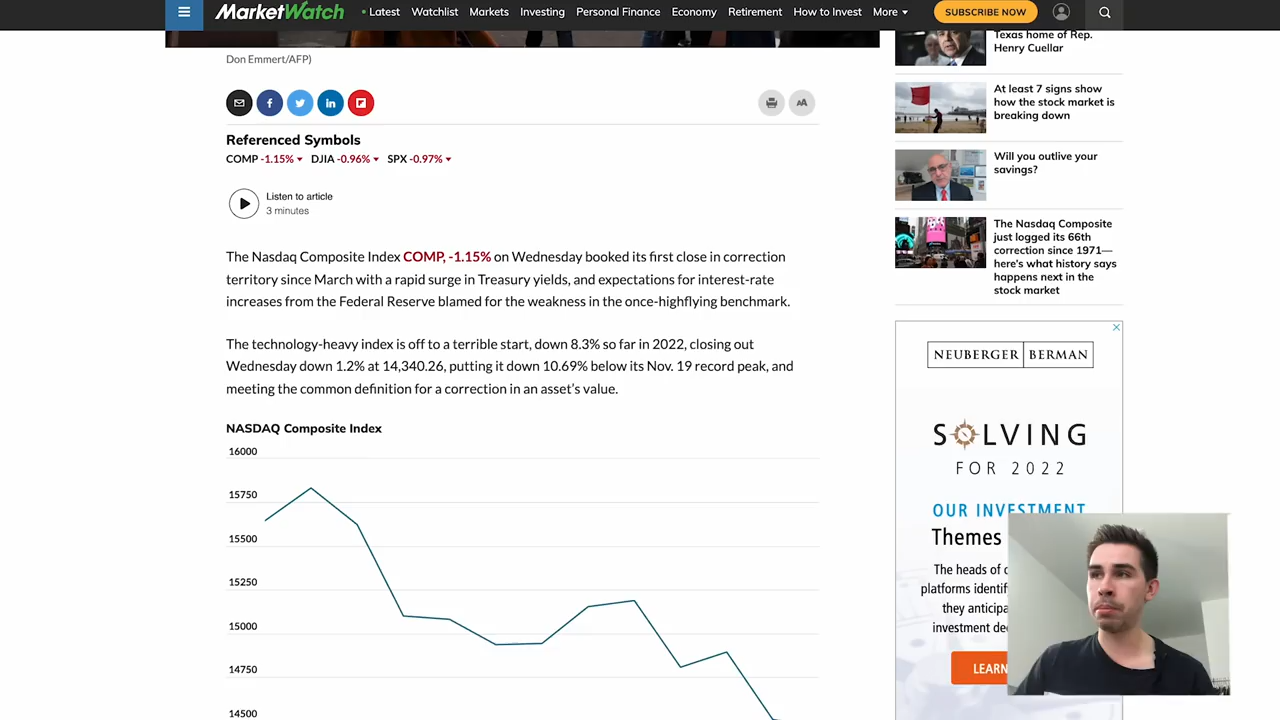 MarketWatch
Latest
Watchlist
Markets
Investing
Personal Finance
Economy
Retirement
How to Invest
More
SUBSCRIBE NOW
Don Emmert/AFP)
Referenced Symbols
COMP -1.15% DJIA -0.96% SPX -0.97%
Listen to article
3 minutes
The Nasdaq Composite Index COMP, -1.15% on Wednesday booked its first close in correction
territory since March with a rapid surge in Treasury yields, and expectations for interest-rate
increases from the Federal Reserve blamed for the weakness in the once-highflying benchmark.
The technology-heavy index is off to a terrible start, down 8.3% so far in 2022, closing out
Wednesday down 1.2% at 14,340.26, putting it down 10.69% below its Nov. 19 record peak, and
meeting the common definition for a correction in an asset's value.
NASDAQ Composite Index
16000
15750
15500
15250
15000
14750
14500
Texas home of Rep.
Henry Cuellar
At least 7 signs show
how the stock market is
breaking down
Will you outlive your
savings?
The Nasdaq Composite
just logged its 66th
correction since 1971—
here's what history says
happens next in the
stock market
NEUBERGER BERMAN
SOLVING
FOR 2022
OUR INVESTMENT
Themes
The heads of
platforms identif
they anticipa
investment de
LEARN